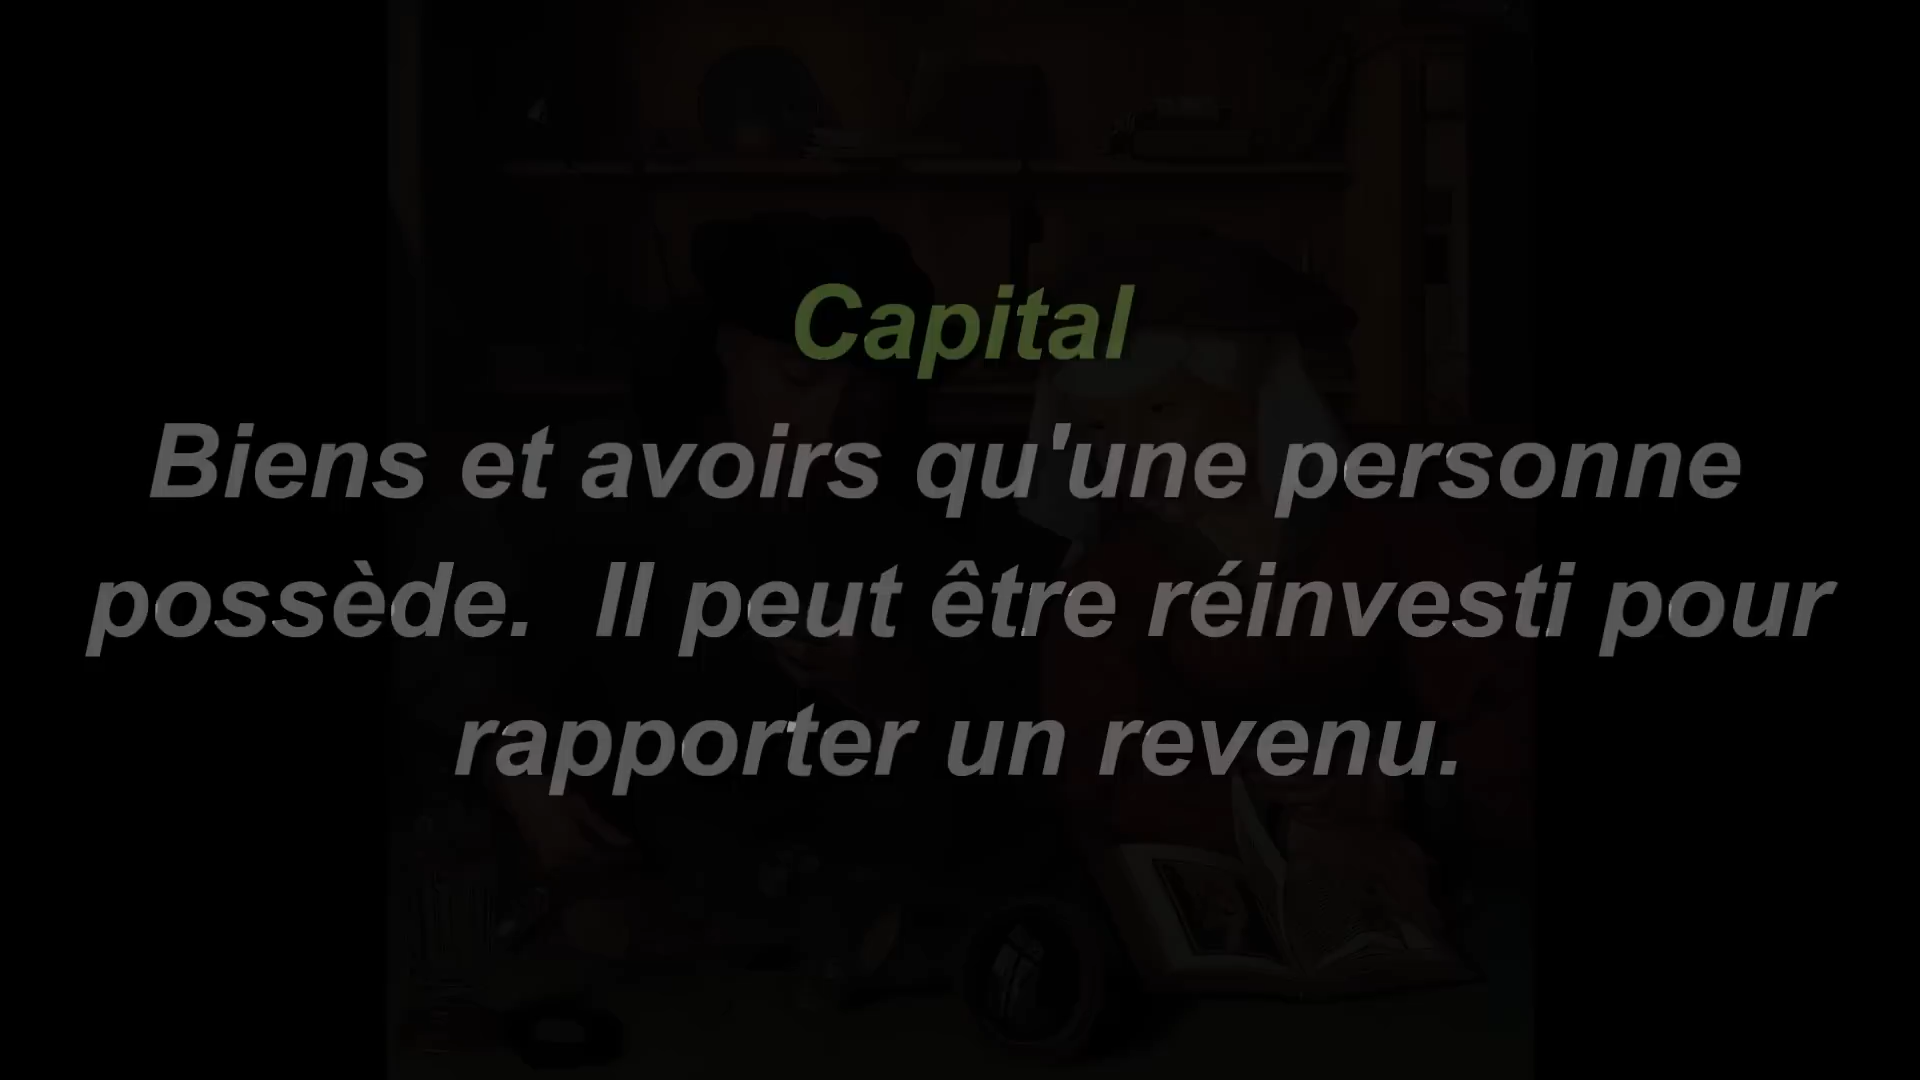 Capital
Biens et avoirs qu'une personne
possède.  Il peut être réinvesti pour
rapporter un revenu.